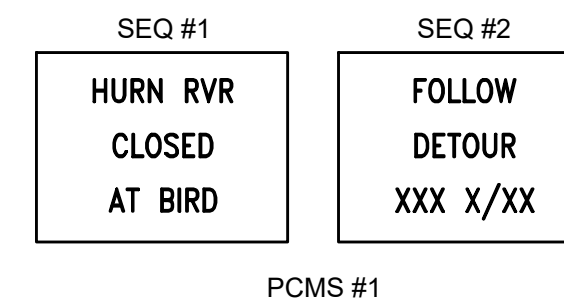 SEQ #1
HURN RVR
CLOSED
AT BIRD
SEQ #2
FOLLOW
DETOUR
XXX X/XX
PCMS #1